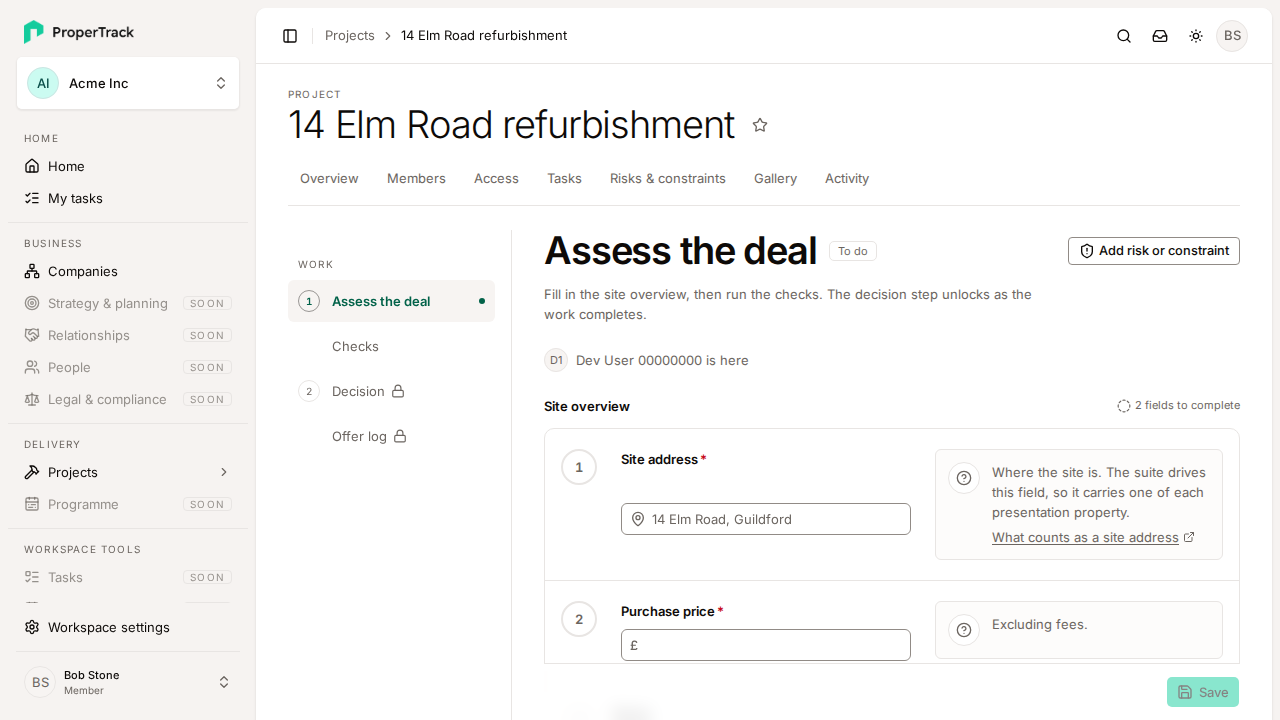 ProperTrack
AI
Acme Inc
HOME
Home
My tasks
BUSINESS
Companies
Strategy & planning SOON
Relationships SOON
People SOON
Legal & compliance SOON
DELIVERY
Projects
Programme SOON
WORKSPACE TOOLS
Tasks SOON
Workspace settings
BS
Bob Stone
Member
Projects > 14 Elm Road refurbishment
BS
PROJECT
14 Elm Road refurbishment
Overview Members Access Tasks Risks & constraints Gallery Activity
WORK
1 Assess the deal
Checks
2 Decision
Offer log
Assess the deal To do
Add risk or constraint
Fill in the site overview, then run the checks. The decision step unlocks as the
work completes.
D1 Dev User 00000000 is here
Site overview
2 fields to complete
1
Site address *
14 Elm Road, Guildford
Where the site is. The suite drives
this field, so it carries one of each
presentation property.
What counts as a site address
2
Purchase price *
£
Excluding fees.
Save